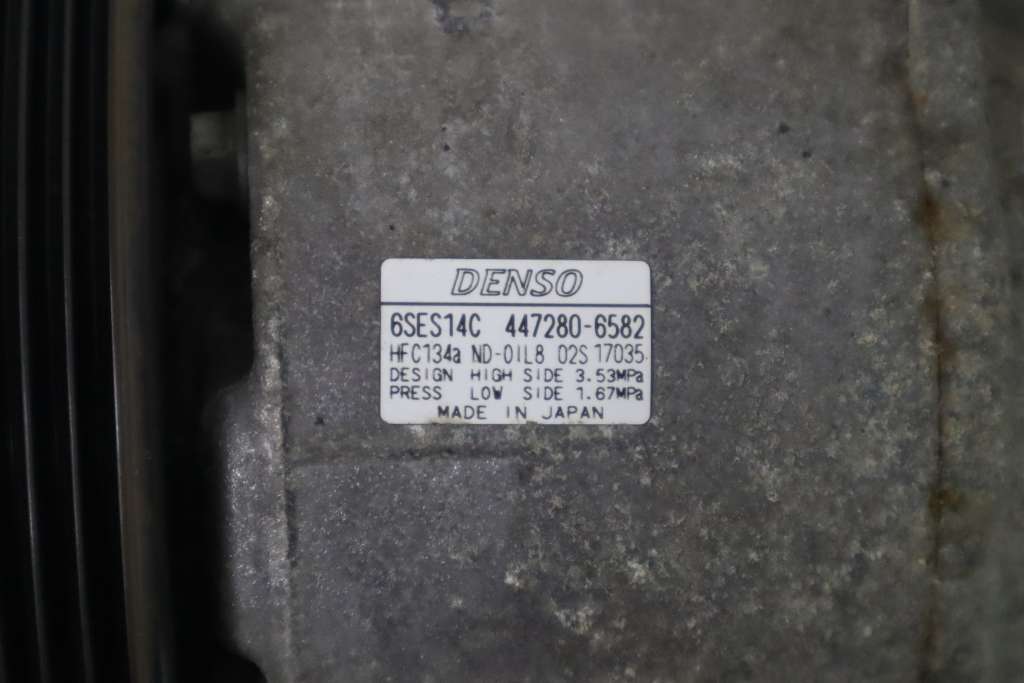 DENSO
6SES14C 447280-6582
HFC134a ND-OIL8 02S 17035
DESIGN HIGH SIDE 3.53MPa
PRESS LOW SIDE 1.67MPa
MADE IN JAPAN